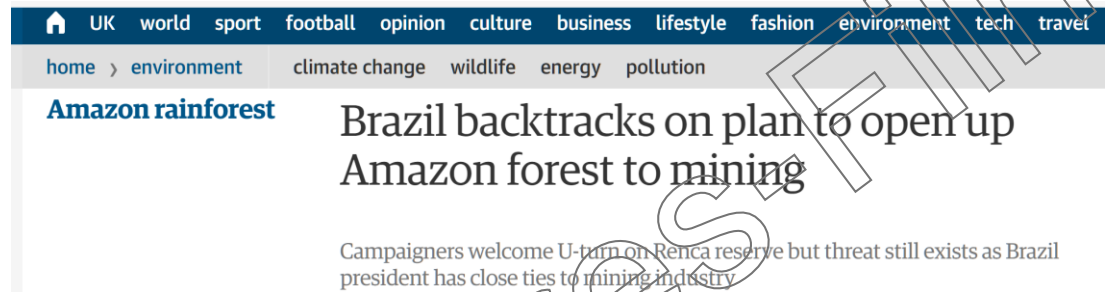 UK world sport football opinion culture business lifestyle fashion environment tech travel
home › environment climate change wildlife energy pollution
Amazon rainforest
Brazil backtracks on plan to open up
Amazon forest to mining
Campaigners welcome U-turn on Renca reserve but threat still exists as Brazil
president has close ties to mining industry